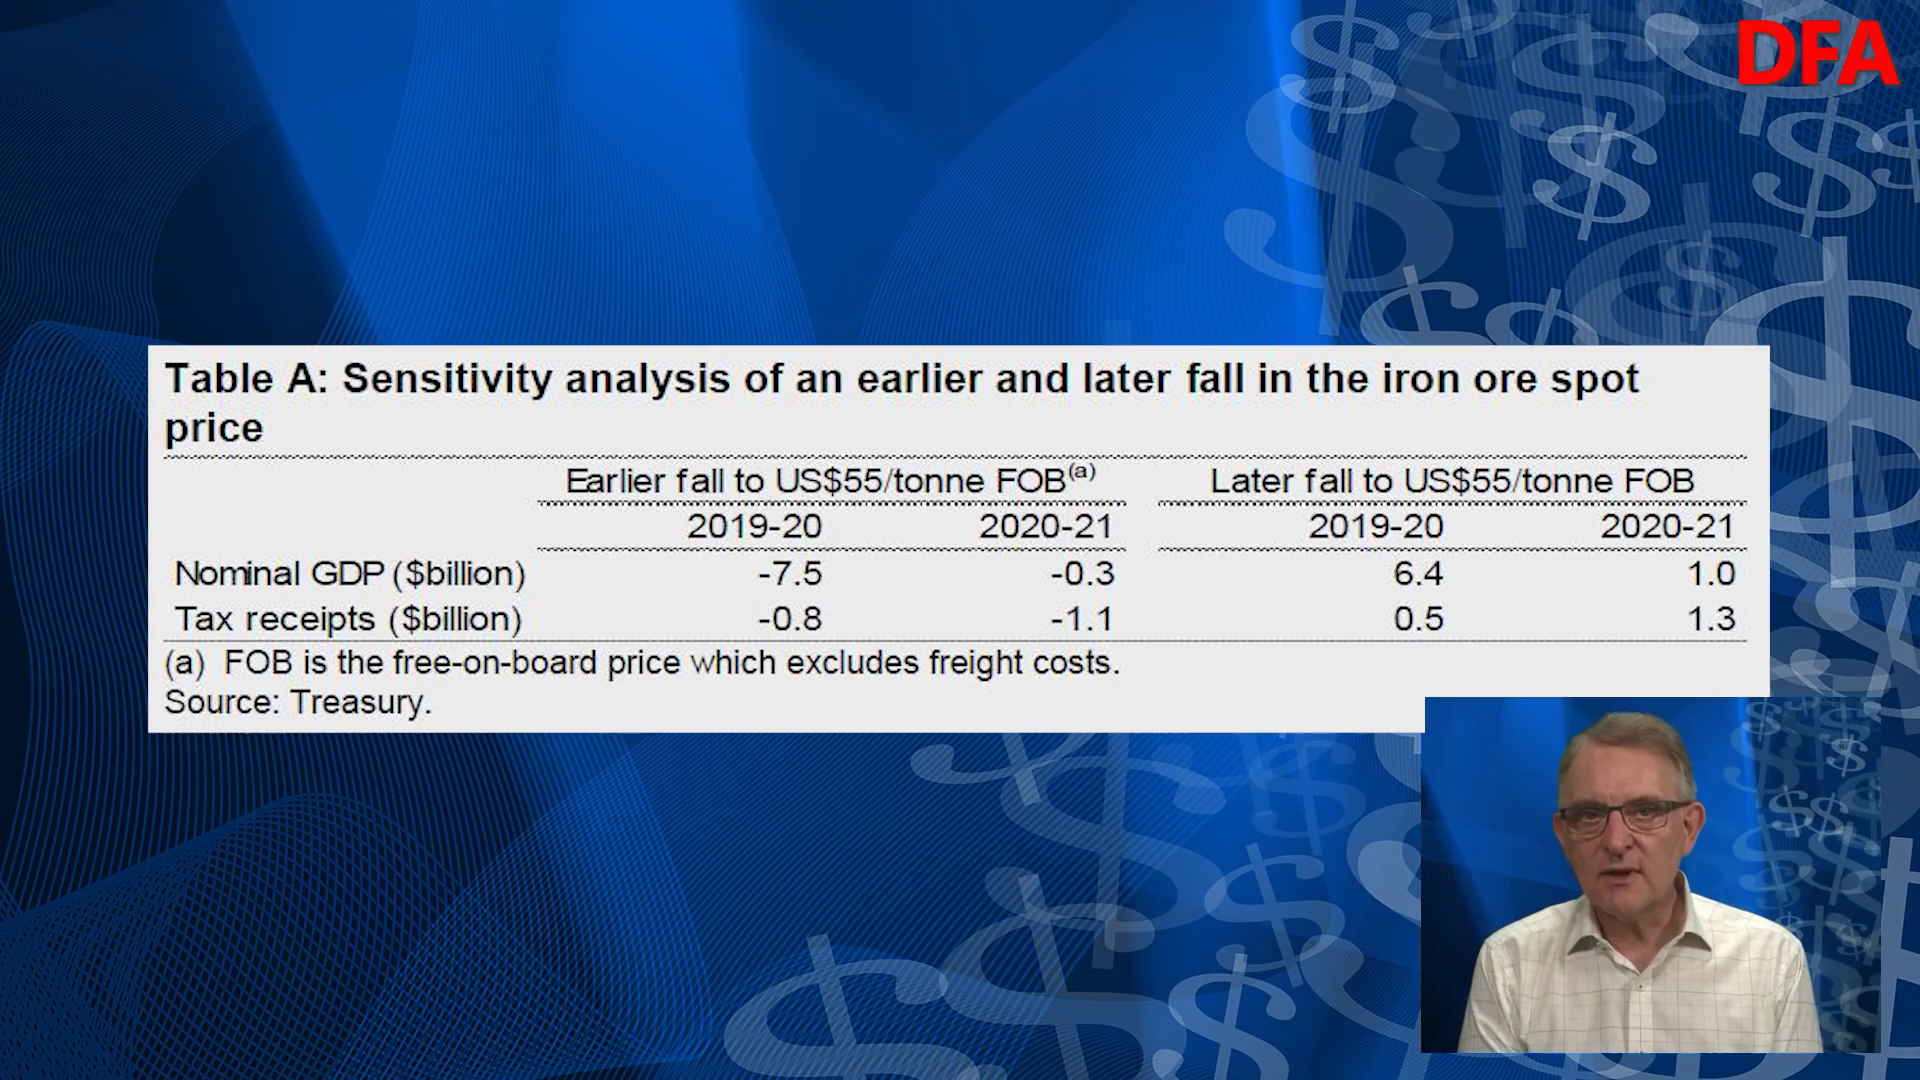 DFA
Table A: Sensitivity analysis of an earlier and later fall in the iron ore spot
price
Earlier fall to US$55/tonne FOB(a) Later fall to US$55/tonne FOB
2019-20 2020-21 2019-20 2020-21
Nominal GDP ($billion) -7.5 -0.3 6.4 1.0
Tax receipts ($billion) -0.8 -1.1 0.5 1.3
(a) FOB is the free-on-board price which excludes freight costs.
Source: Treasury.